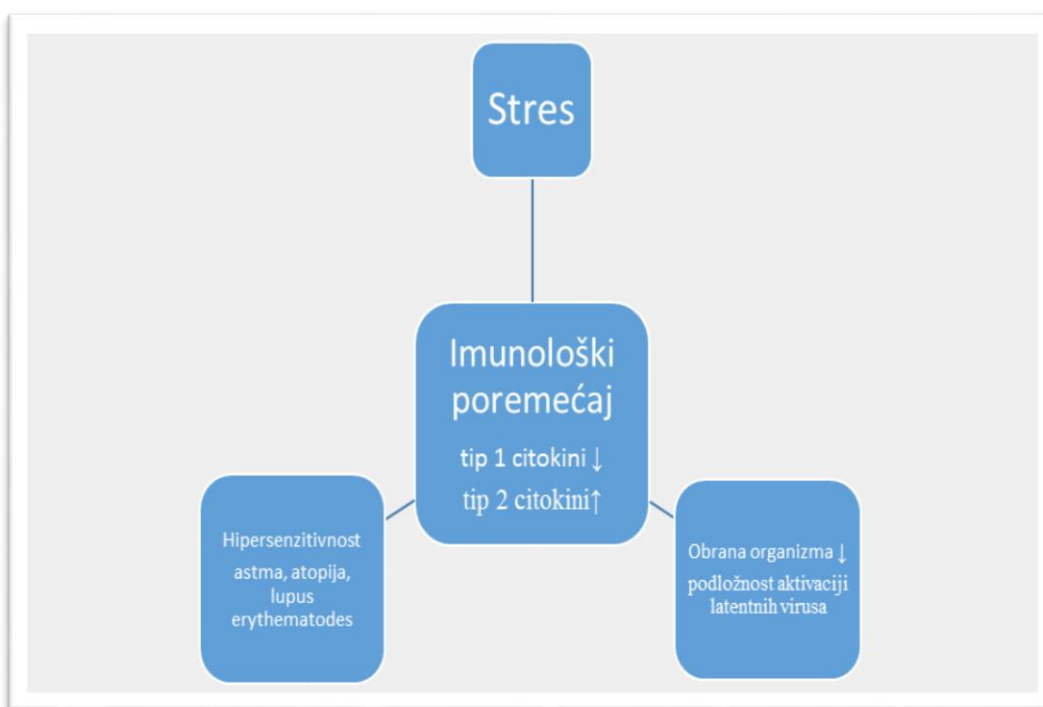 Stres
Imunološki
poremećaj
tip 1 citokini ↓
tip 2 citokini↑
Hipersenzitivnost
astma, atopija,
lupus
erythematodes
Obrana organizma ↓
podložnost aktivaciji
latentnih virusa